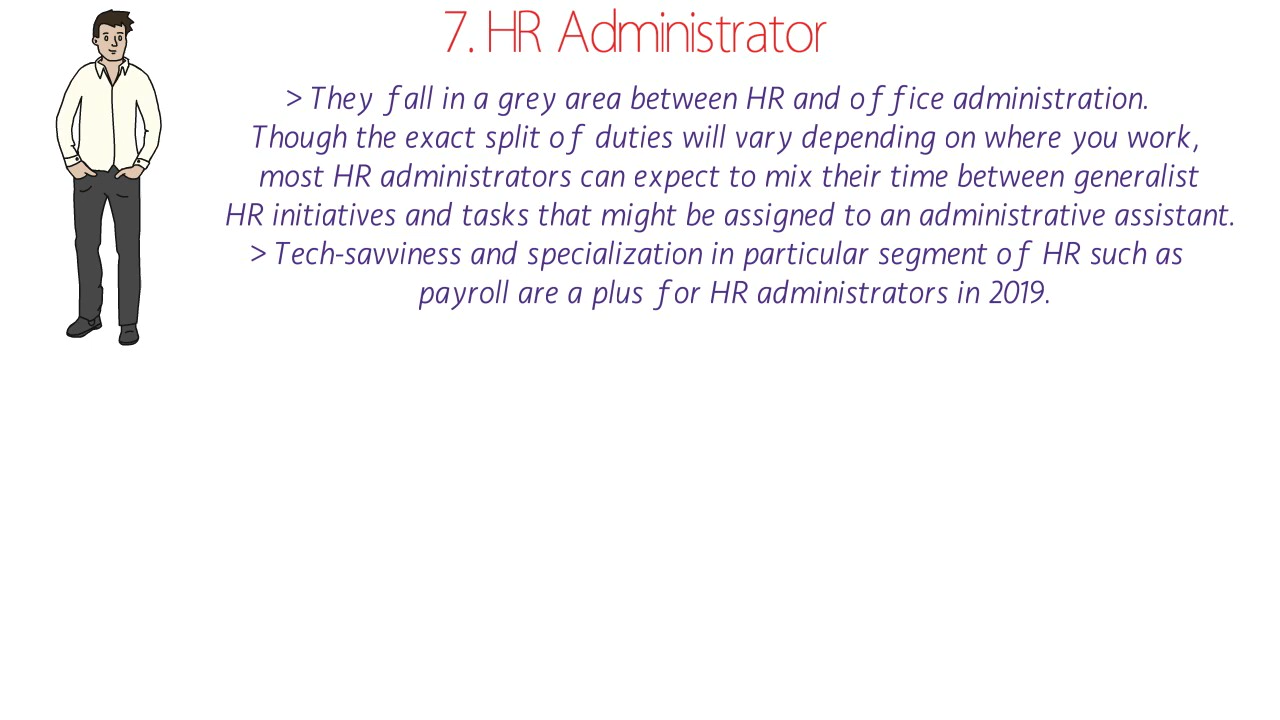 7. HR Administrator
> They fall in a grey area between HR and office administration.
Though the exact split of duties will vary depending on where you work,
most HR administrators can expect to mix their time between generalist
HR initiatives and tasks that might be assigned to an administrative assistant.
> Tech-savviness and specialization in particular segment of HR such as
payroll are a plus for HR administrators in 2019.